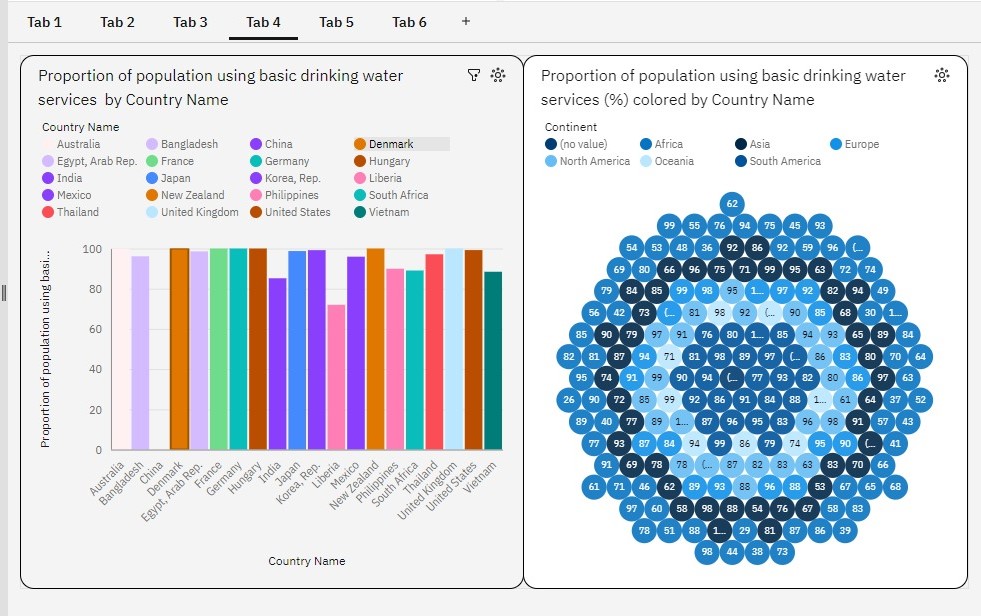 Tab 1 Tab 2 Tab 3 Tab 4 Tab 5 Tab 6 +
Proportion of population using basic drinking water
services by Country Name
Country Name
Australia Bangladesh China Denmark
Egypt, Arab Rep. France Germany Hungary
India Japan Korea, Rep. Liberia
Mexico New Zealand Philippines South Africa
Thailand United Kingdom United States Vietnam
Proportion of population using basi...
100
80
60
40
20
0
Australia
Bangladesh
China
Denmark
Egypt, Arab Rep.
France
Germany
Hungary
India
Japan
Korea, Rep.
Liberia
Mexico
New Zealand
Philippines
South Africa
Thailand
United Kingdom
United States
Vietnam
Country Name
Proportion of population using basic drinking water
services (%) colored by Country Name
Continent
(no value) Africa Asia Europe
North America Oceania South America
62
99 55 76 94 75 45 93
54 53 48 36 92 86 92 59 96 (...
69 80 66 96 75 71 99 95 63 72 74
79 84 85 99 98 95 1... 97 92 82 94 49
56 42 73 (... 81 98 92 (... 90 85 68 30 1...
85 90 79 97 91 76 80 1... 85 94 93 65 89 84
82 81 87 94 71 81 98 89 97 (... 86 83 80 70 64
95 74 91 99 90 94 (... 77 93 82 80 86 97 63
26 90 72 85 99 92 86 91 84 88 1... 61 64 37 52
89 40 77 89 1... 87 96 95 83 96 98 91 57 43
77 93 87 84 94 99 86 79 74 95 90 (... 41
91 69 78 78 (... 87 82 83 63 83 70 66
61 71 46 62 89 93 88 96 88 53 67 65 68
97 60 58 98 88 54 76 67 58 83
78 51 88 1... 29 81 87 86 39
98 44 38 73